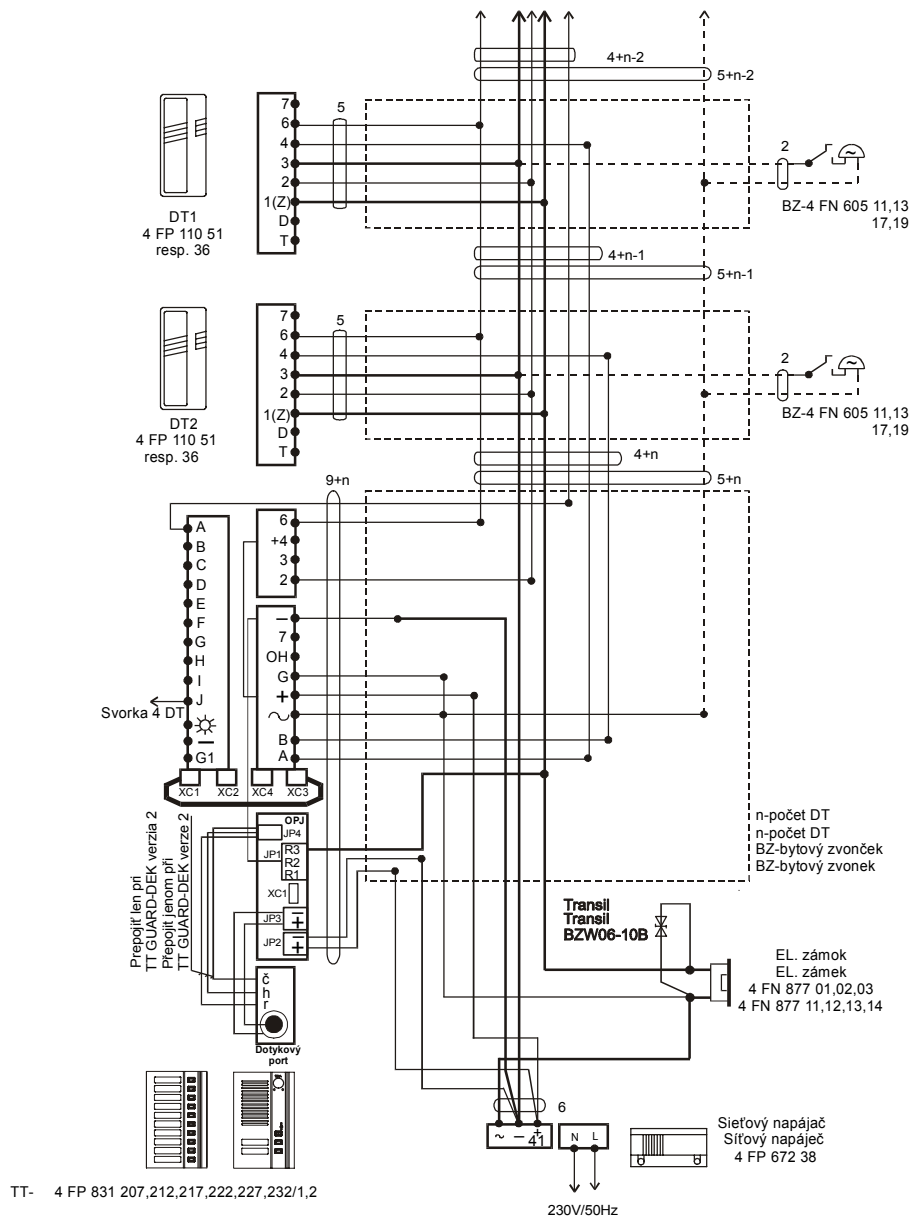 4+n-2
5+n-2
7
6
4
3
2
1(Z)
D
T
5
2
DT1
4 FP 110 51
resp. 36
BZ-4 FN 605 11,13
17,19
4+n-1
5+n-1
7
6
4
3
2
1(Z)
D
T
5
2
DT2
4 FP 110 51
resp. 36
BZ-4 FN 605 11,13
17,19
4+n
5+n
9+n
A
B
C
D
E
F
G
H
I
J
—
G1
Svorka 4 DT
6
+4
3
2
—
7
OH
G
+
~
B
A
XC1
XC2
XC4
XC3
OPJ
JP4
JP1
R3
R2
R1
XC1
JP3
JP2
Prepojiť len pri
TT GUARD-DEK verzia 2
Přepojit jenom při
TT GUARD-DEK verze 2
č
h
r
Dotykový
port
n-počet DT
n-počet DT
BZ-bytový zvonček
BZ-bytový zvonek
Transil
Transil
BZW06-10B
EL. zámok
EL. zámek
4 FN 877 01,02,03
4 FN 877 11,12,13,14
6
~ — + 41
N L
230V/50Hz
Sieťový napájač
Síťový napáječ
4 FP 672 38
TT- 4 FP 831 207,212,217,222,227,232/1,2